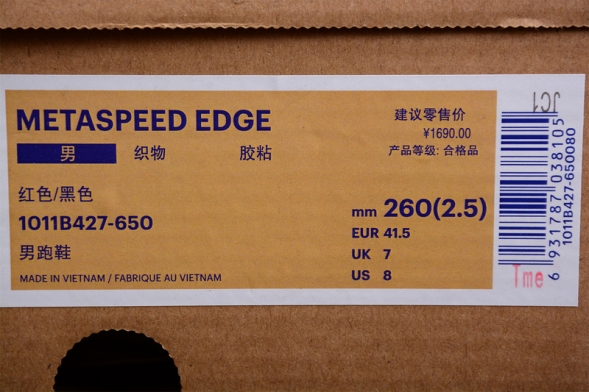 METASPEED EDGE
男 织物 胶粘
建议零售价
¥1690.00
产品等级: 合格品
红色/黑色
1011B427-650
男跑鞋
MADE IN VIETNAM / FABRIQUE AU VIETNAM
mm 260(2.5)
EUR 41.5
UK 7
US 8
JC1
6 931787 038105
1011B427-650080
Tme